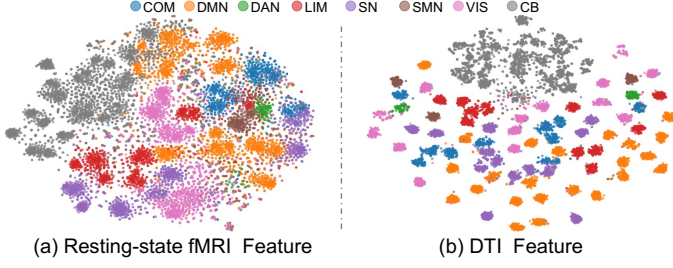 COM DMN DAN LIM SN SMN VIS CB
(a) Resting-state fMRI Feature
(b) DTI Feature